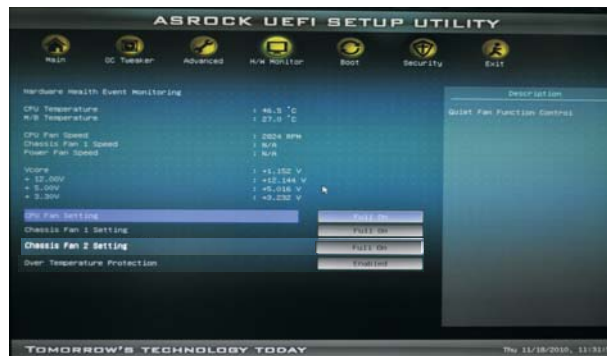 ASROCK UEFI SETUP UTILITY
Main
OC Tweaker
Advanced
H/W Monitor
Boot
Security
Exit
Hardware Health Event Monitoring
Description
CPU Temperature : 46.5 °C
M/B Temperature : 27.0 °C
Quiet Fan Function Control
CPU Fan Speed : 2824 RPM
Chassis Fan 1 Speed : N/A
Power Fan Speed : N/A
Vcore : +1.152 V
+ 12.00V : +12.144 V
+ 5.00V : +5.016 V
+ 3.30V : +3.232 V
CPU Fan Setting Full On
Chassis Fan 1 Setting Full On
Chassis Fan 2 Setting Full On
Over Temperature Protection Enabled
TOMORROW'S TECHNOLOGY TODAY
Thu 11/18/2010, 11:31: